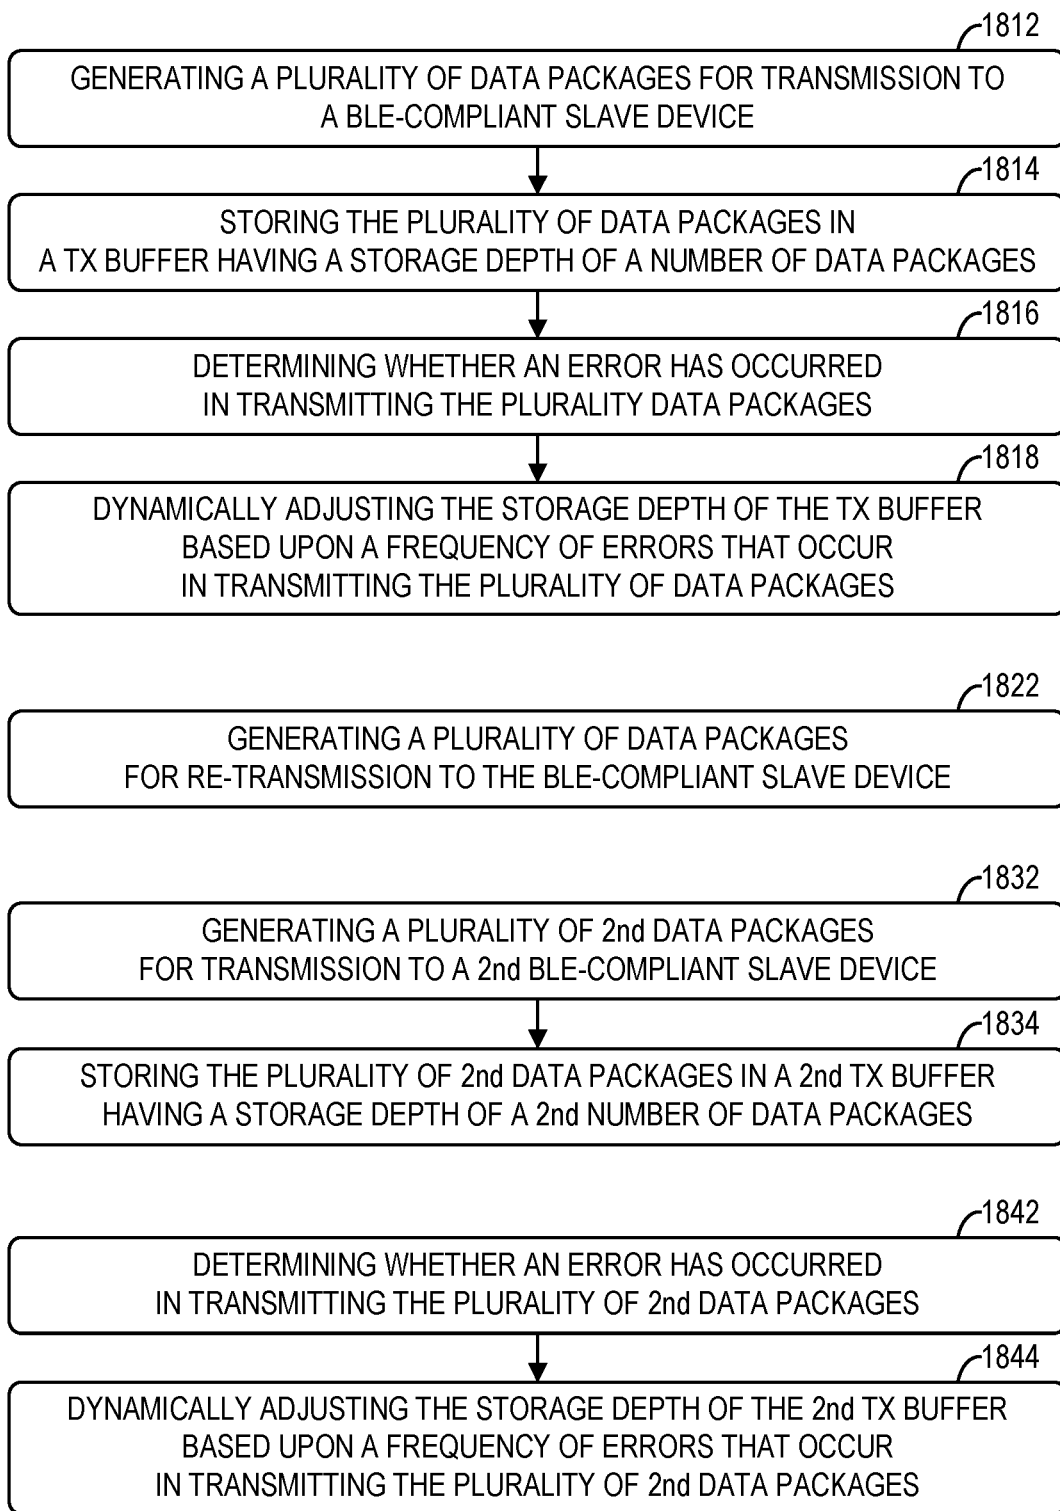 1812
GENERATING A PLURALITY OF DATA PACKAGES FOR TRANSMISSION TO
A BLE-COMPLIANT SLAVE DEVICE
1814
STORING THE PLURALITY OF DATA PACKAGES IN
A TX BUFFER HAVING A STORAGE DEPTH OF A NUMBER OF DATA PACKAGES
1816
DETERMINING WHETHER AN ERROR HAS OCCURRED
IN TRANSMITTING THE PLURALITY DATA PACKAGES
1818
DYNAMICALLY ADJUSTING THE STORAGE DEPTH OF THE TX BUFFER
BASED UPON A FREQUENCY OF ERRORS THAT OCCUR
IN TRANSMITTING THE PLURALITY OF DATA PACKAGES
1822
GENERATING A PLURALITY OF DATA PACKAGES
FOR RE-TRANSMISSION TO THE BLE-COMPLIANT SLAVE DEVICE
1832
GENERATING A PLURALITY OF 2nd DATA PACKAGES
FOR TRANSMISSION TO A 2nd BLE-COMPLIANT SLAVE DEVICE
1834
STORING THE PLURALITY OF 2nd DATA PACKAGES IN A 2nd TX BUFFER
HAVING A STORAGE DEPTH OF A 2nd NUMBER OF DATA PACKAGES
1842
DETERMINING WHETHER AN ERROR HAS OCCURRED
IN TRANSMITTING THE PLURALITY OF 2nd DATA PACKAGES
1844
DYNAMICALLY ADJUSTING THE STORAGE DEPTH OF THE 2nd TX BUFFER
BASED UPON A FREQUENCY OF ERRORS THAT OCCUR
IN TRANSMITTING THE PLURALITY OF 2nd DATA PACKAGES